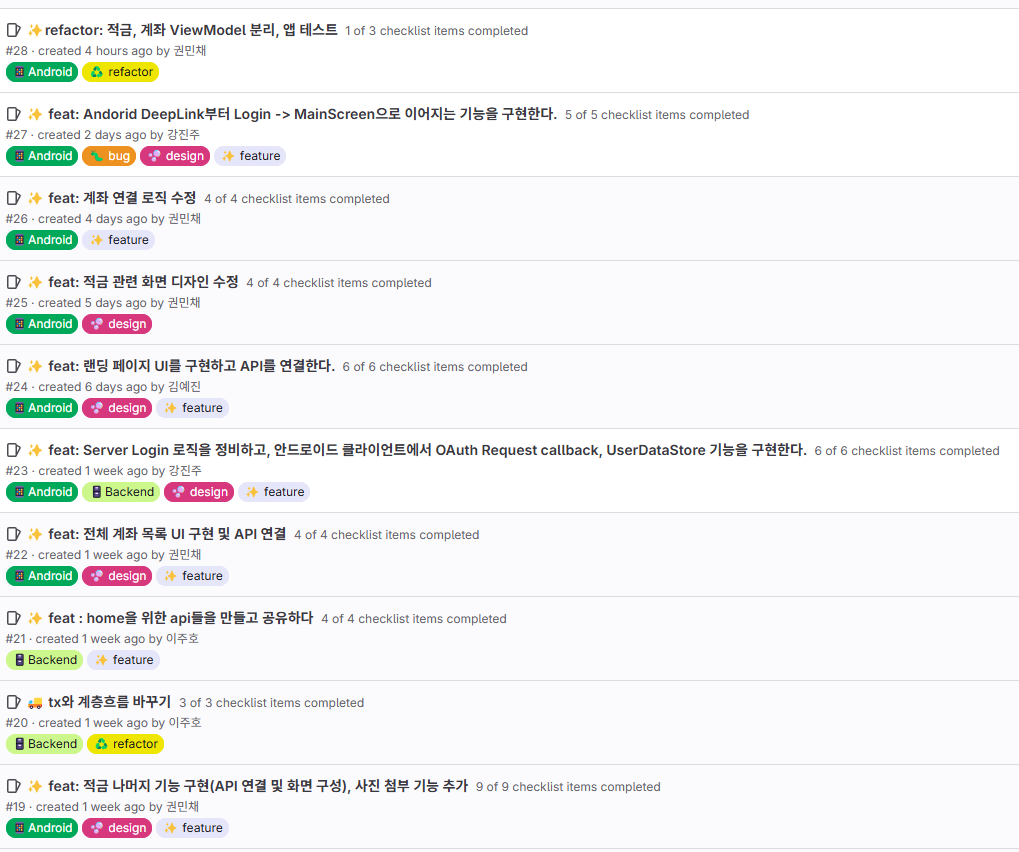 ✨refactor: 적금, 계좌 ViewModel 분리, 앱 테스트 1 of 3 checklist items completed
#28 · created 4 hours ago by 권민채
Android refactor
✨ feat: Andorid DeepLink부터 Login -> MainScreen으로 이어지는 기능을 구현한다. 5 of 5 checklist items completed
#27 · created 2 days ago by 강진주
Android bug design feature
✨ feat: 계좌 연결 로직 수정 4 of 4 checklist items completed
#26 · created 4 days ago by 권민채
Android feature
✨ feat: 적금 관련 화면 디자인 수정 4 of 4 checklist items completed
#25 · created 5 days ago by 권민채
Android design
✨ feat: 랜딩 페이지 UI를 구현하고 API를 연결한다. 6 of 6 checklist items completed
#24 · created 6 days ago by 김예진
Android design feature
✨ feat: Server Login 로직을 정비하고, 안드로이드 클라이언트에서 OAuth Request callback, UserDataStore 기능을 구현한다. 6 of 6 checklist items completed
#23 · created 1 week ago by 강진주
Android Backend design feature
✨ feat: 전체 계좌 목록 UI 구현 및 API 연결 4 of 4 checklist items completed
#22 · created 1 week ago by 권민채
Android design feature
✨ feat : home을 위한 api들을 만들고 공유하다 4 of 4 checklist items completed
#21 · created 1 week ago by 이주호
Backend feature
🚚 tx와 계층흐름 바꾸기 3 of 3 checklist items completed
#20 · created 1 week ago by 이주호
Backend refactor
✨ feat: 적금 나머지 기능 구현(API 연결 및 화면 구성), 사진 첨부 기능 추가 9 of 9 checklist items completed
#19 · created 1 week ago by 권민채
Android design feature